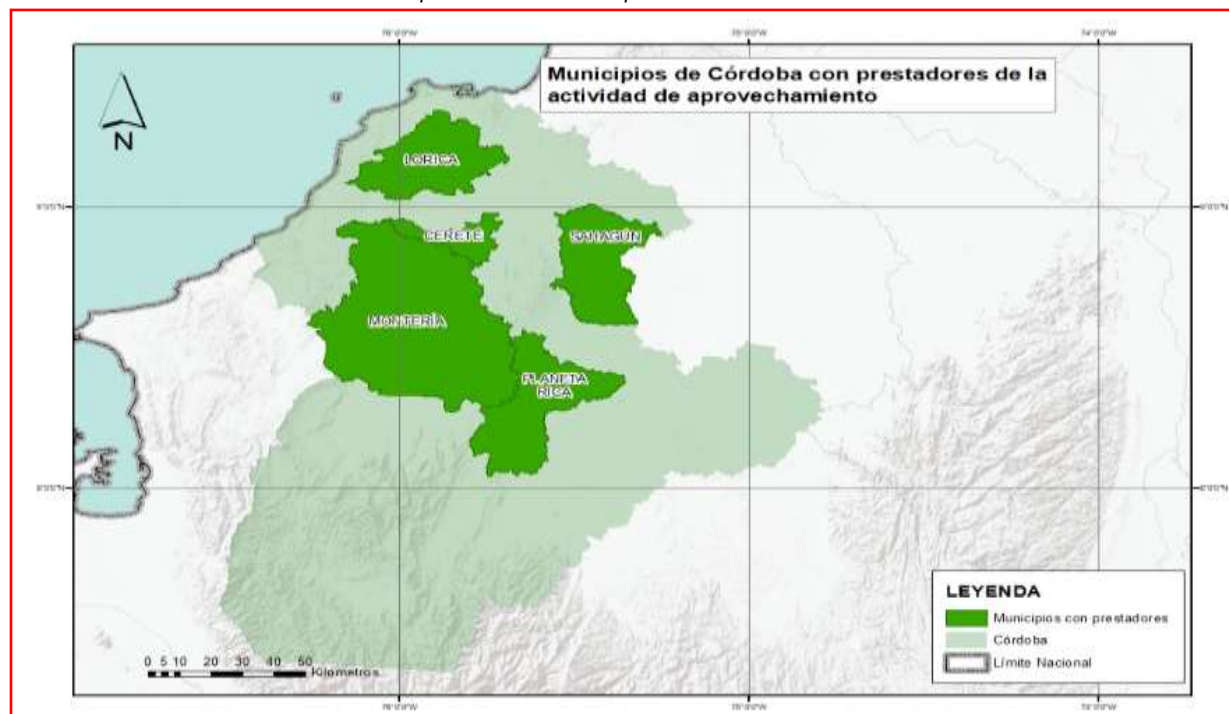 Municipios de Córdoba con prestadores de la
actividad de aprovechamiento
N
LORICA
CERETÉ
SAHAGÚN
MONTERÍA
PLANETA
RICA
LEYENDA
Municipios con prestadores
Córdoba
Límite Nacional
0 5 10 20 30 40 50
Kilometros